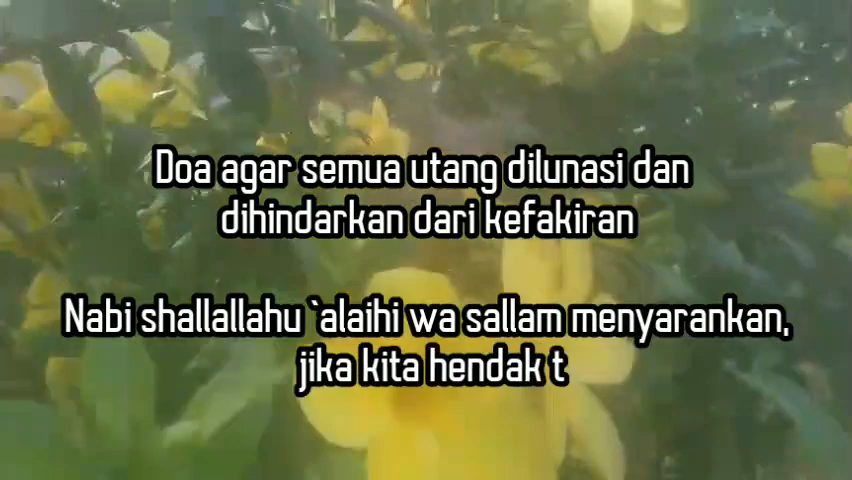 Doa agar semua utang dilunasi dan
dihindarkan dari kefakiran
Nabi shallallahu `alaihi wa sallam menyarankan,
jika kita hendak t